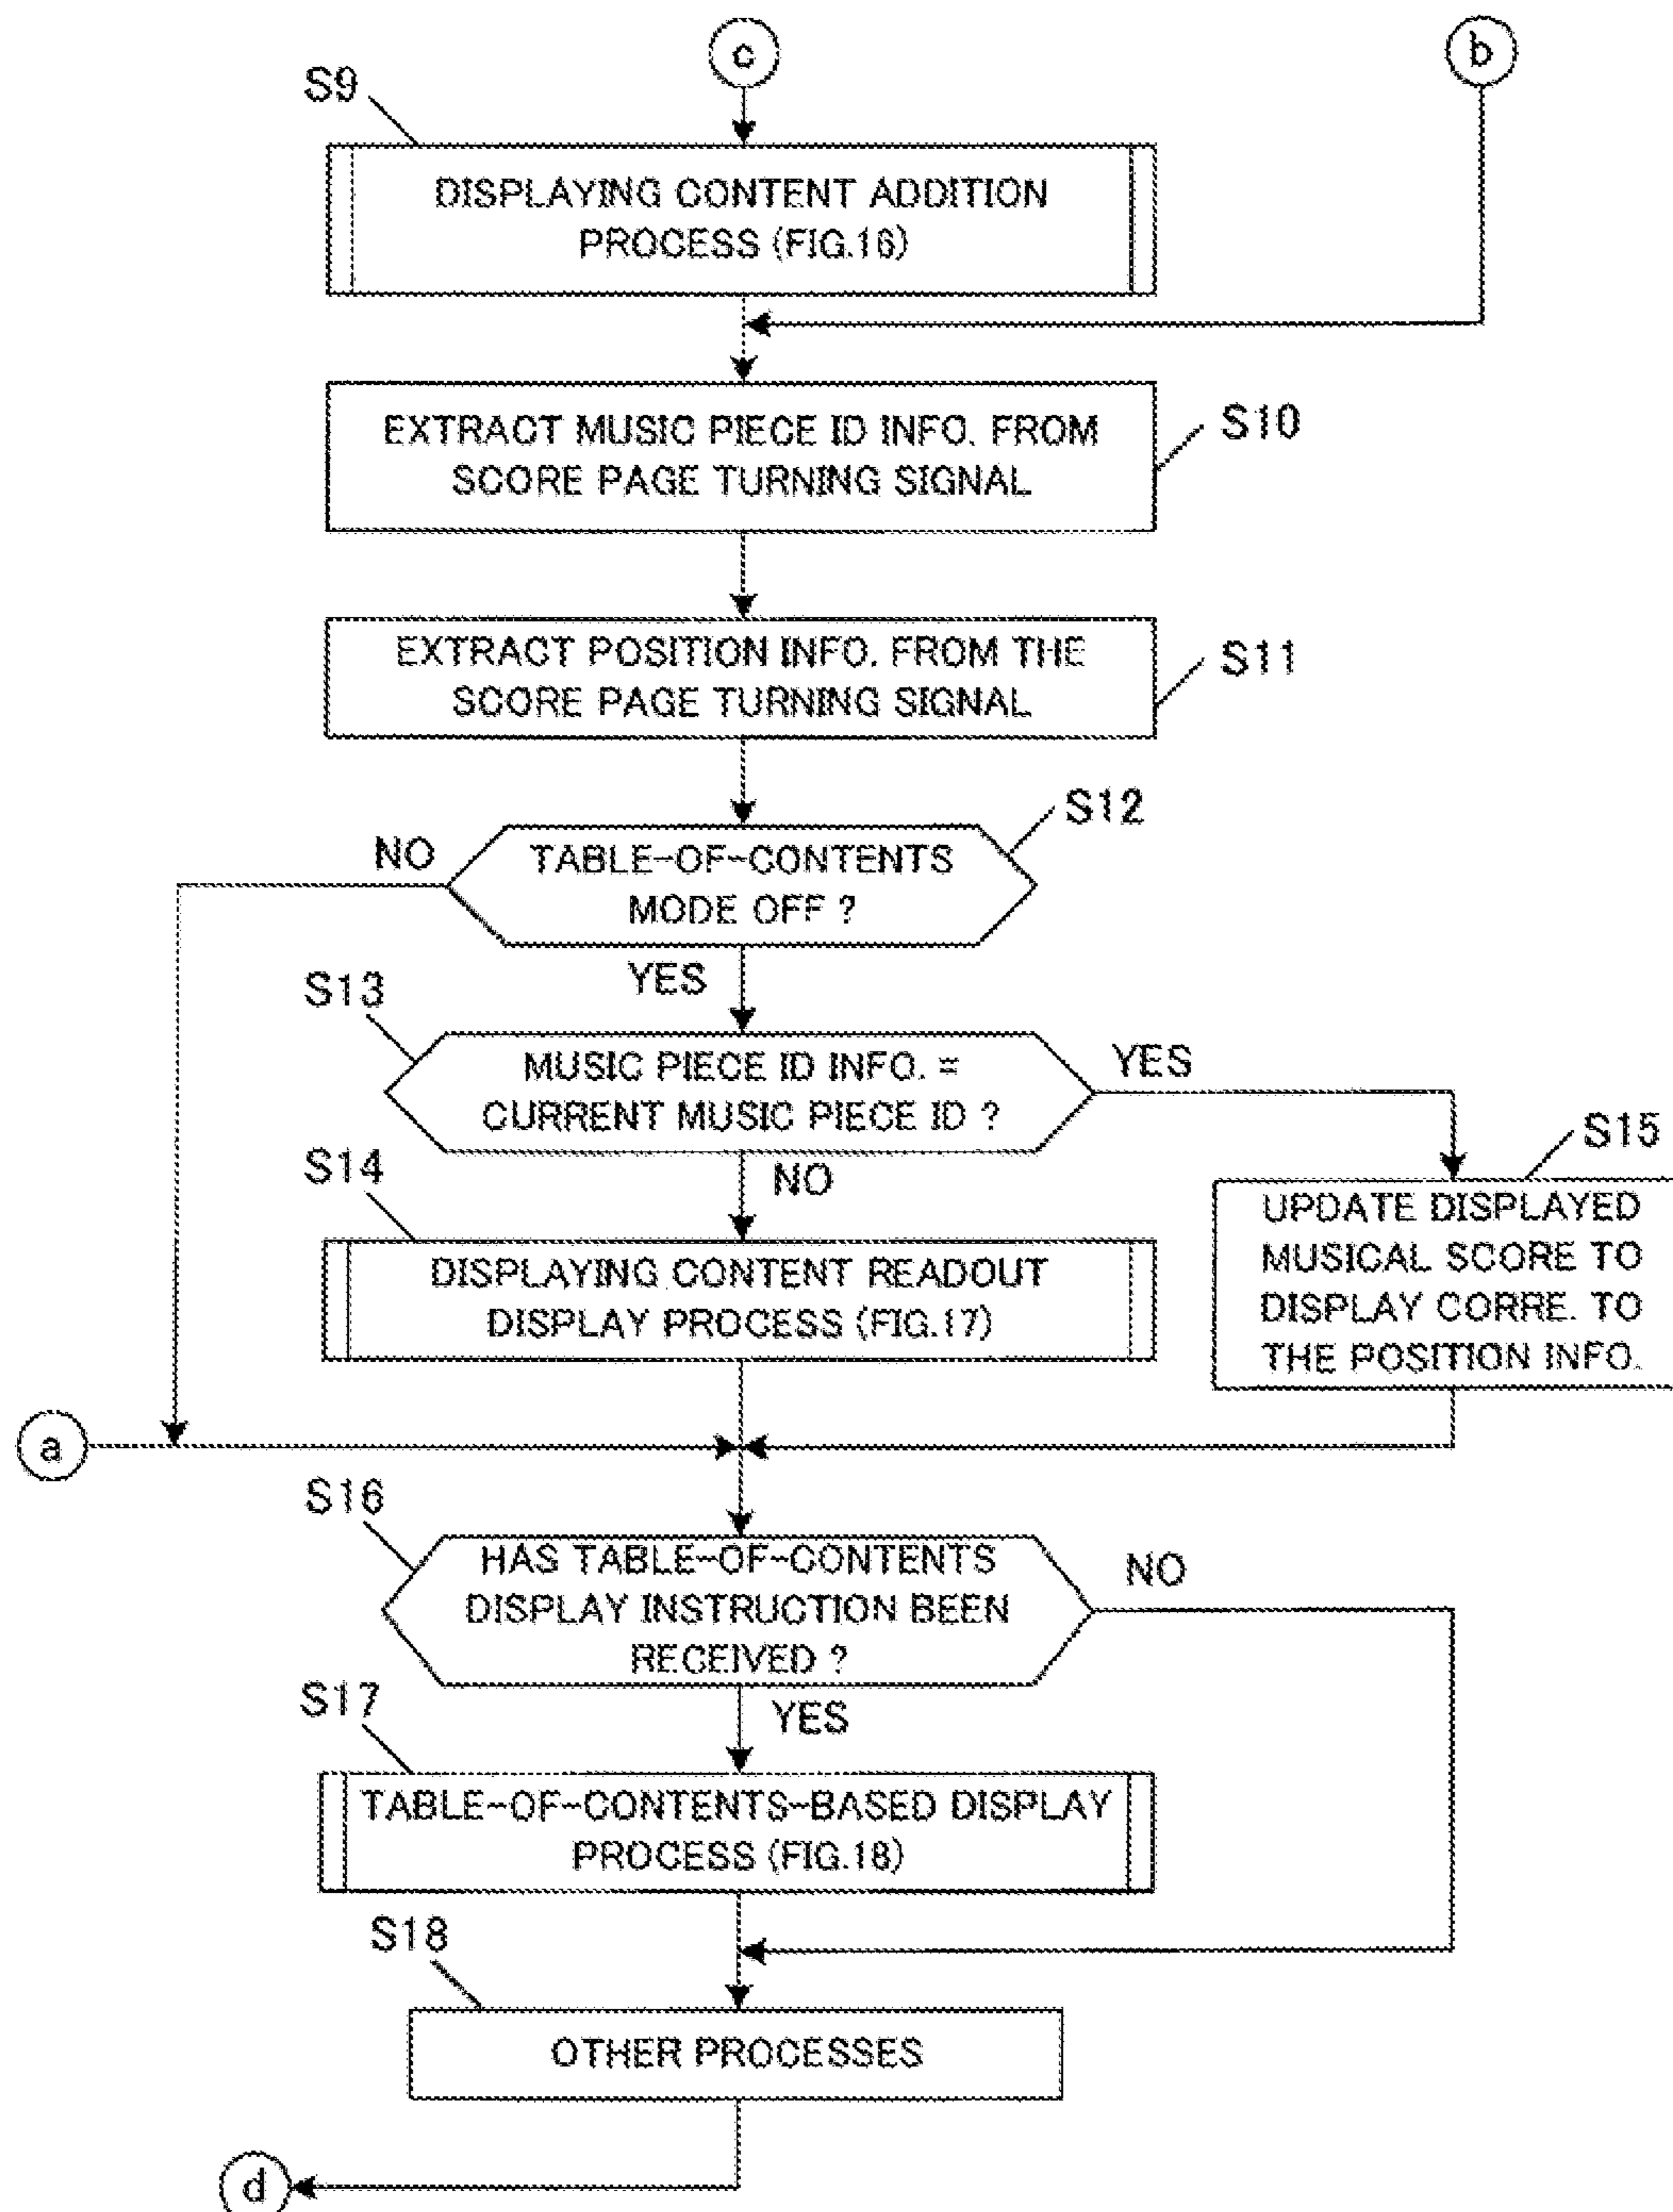 c
b
S9
DISPLAYING CONTENT ADDITION
PROCESS (FIG.16)
EXTRACT MUSIC PIECE ID INFO. FROM
SCORE PAGE TURNING SIGNAL
S10
EXTRACT POSITION INFO. FROM THE
SCORE PAGE TURNING SIGNAL
S11
S12
NO
TABLE-OF-CONTENTS
MODE OFF ?
YES
S13
MUSIC PIECE ID INFO. =
CURRENT MUSIC PIECE ID ?
YES
S14
NO
S15
DISPLAYING CONTENT READOUT
DISPLAY PROCESS (FIG.17)
UPDATE DISPLAYED
MUSICAL SCORE TO
DISPLAY CORRE. TO
THE POSITION INFO.
a
S16
HAS TABLE-OF-CONTENTS
DISPLAY INSTRUCTION BEEN
RECEIVED ?
NO
S17
YES
TABLE-OF-CONTENTS-BASED DISPLAY
PROCESS (FIG.18)
S18
OTHER PROCESSES
d